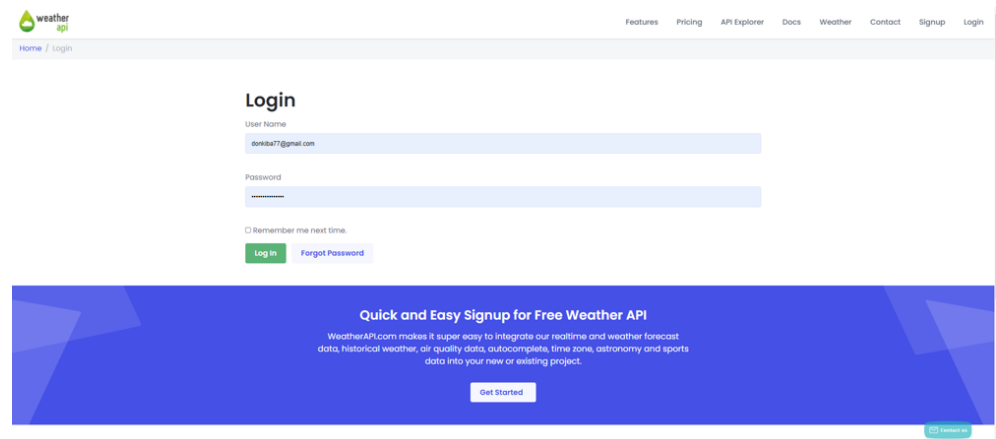 weather
api
Features Pricing API Explorer Docs Weather Contact Signup Login
Home / Login
Login
User Name
donkiba77@gmail.com
Password
Remember me next time.
Log In Forgot Password
Quick and Easy Signup for Free Weather API
WeatherAPI.com makes it super easy to integrate our realtime and weather forecast
data, historical weather, air quality data, autocomplete, time zone, astronomy and sports
data into your new or existing project.
Get Started
Contact us